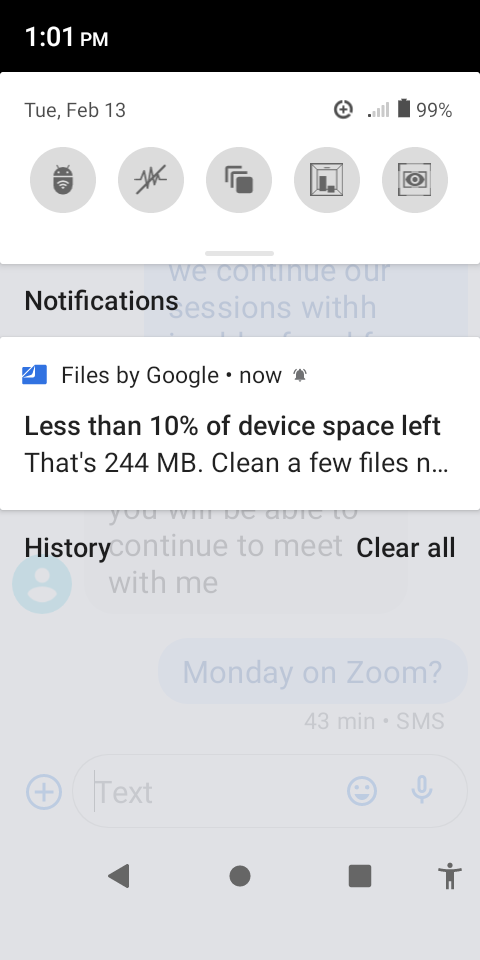 1:01 PM
Tue, Feb 13
99%
we continue our
sessions withh
Notifications
Files by Google • now
Less than 10% of device space left
That's 244 MB. Clean a few files n…
you will be able to
History
Clear all
continue to meet
with me
Monday on Zoom?
43 min • SMS
Text